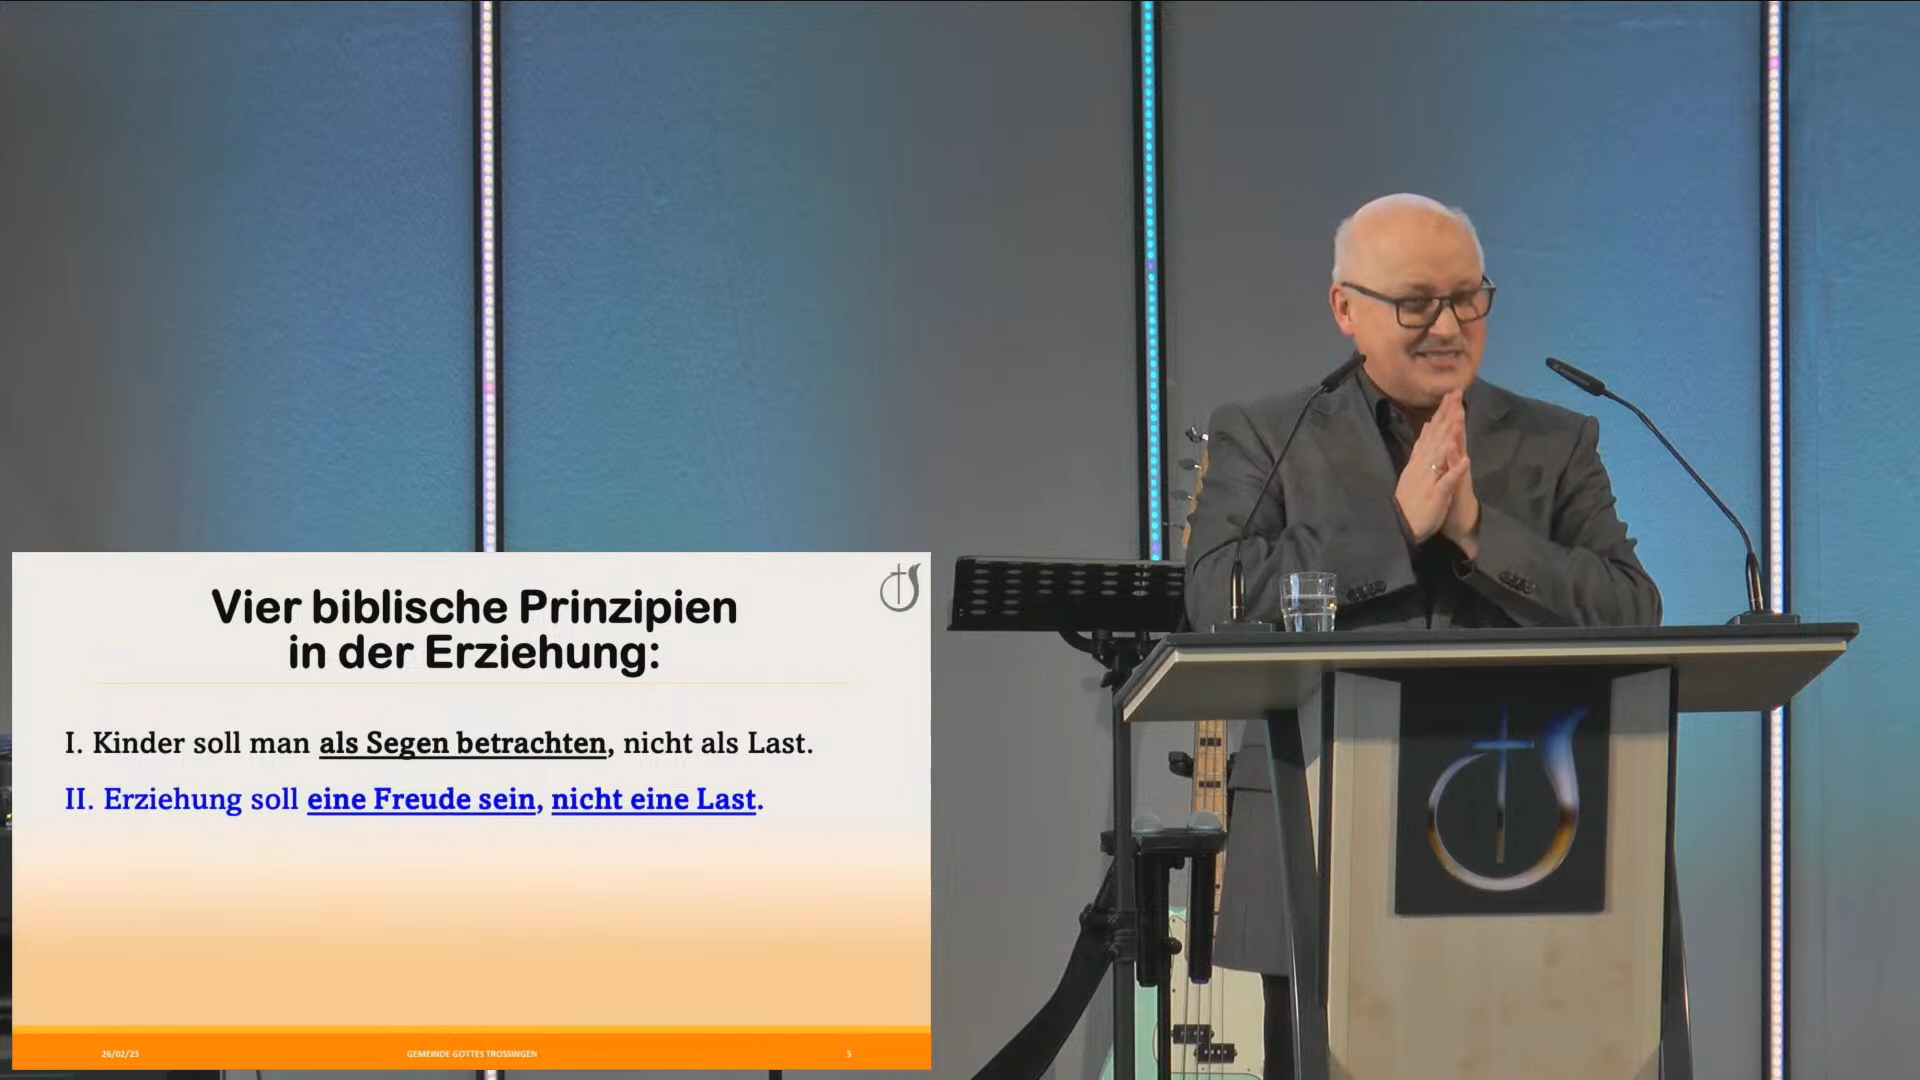 Vier biblische Prinzipien
in der Erziehung:
I. Kinder soll man als Segen betrachten, nicht als Last.
II. Erziehung soll eine Freude sein, nicht eine Last.
26/02/23
GEMEINDE GOTTES TROSSINGEN
5